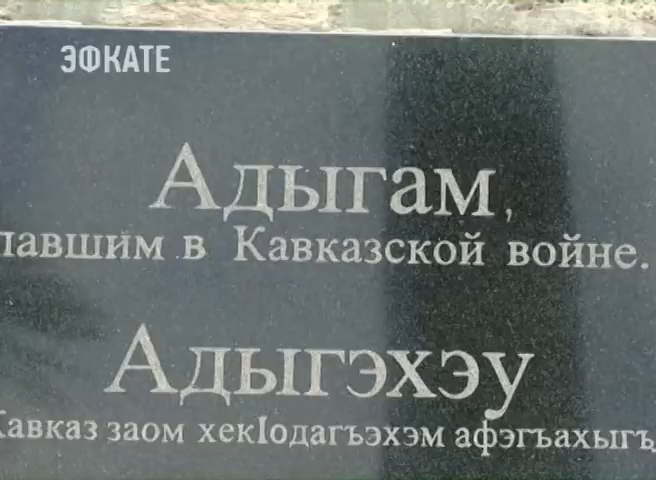 ЭФКАТЕ
Адыгам,
павшим в Кавказской войне.
Адыгэхэу
Кавказ заом хекIодагъэхэм афэгъахыгъ